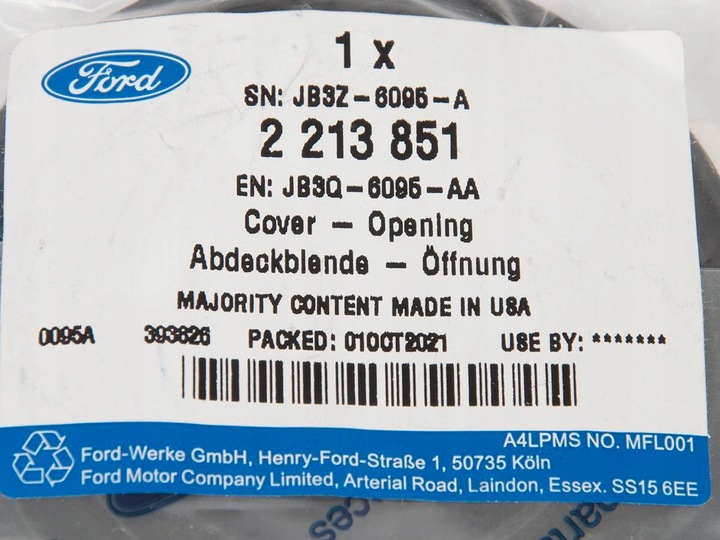 Ford
1 x
SN: JB3Z-6095-A
2 213 851
EN: JB3Q-6095-AA
Cover - Opening
Abdeckblende - Öffnung
MAJORITY CONTENT MADE IN USA
0095A 393626 PACKED: 01OCT2021 USE BY: *******
A4LPMS NO. MFL001
Ford-Werke GmbH, Henry-Ford-Straße 1, 50735 Köln
Ford Motor Company Limited, Arterial Road, Laindon, Essex. SS15 6EE